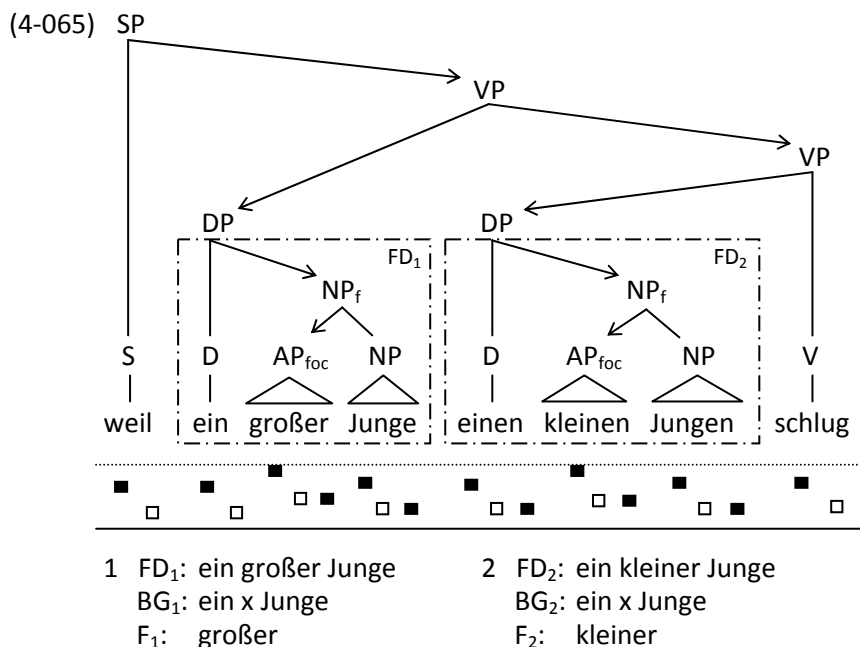 (4-065) SP
VP
VP
DP DP
FD₁ FD₂
NPf NPf
S D APfoc NP D APfoc NP V
weil ein großer Junge einen kleinen Jungen schlug
1 FD₁: ein großer Junge 2 FD₂: ein kleiner Junge
BG₁: ein x Junge BG₂: ein x Junge
F₁: großer F₂: kleiner